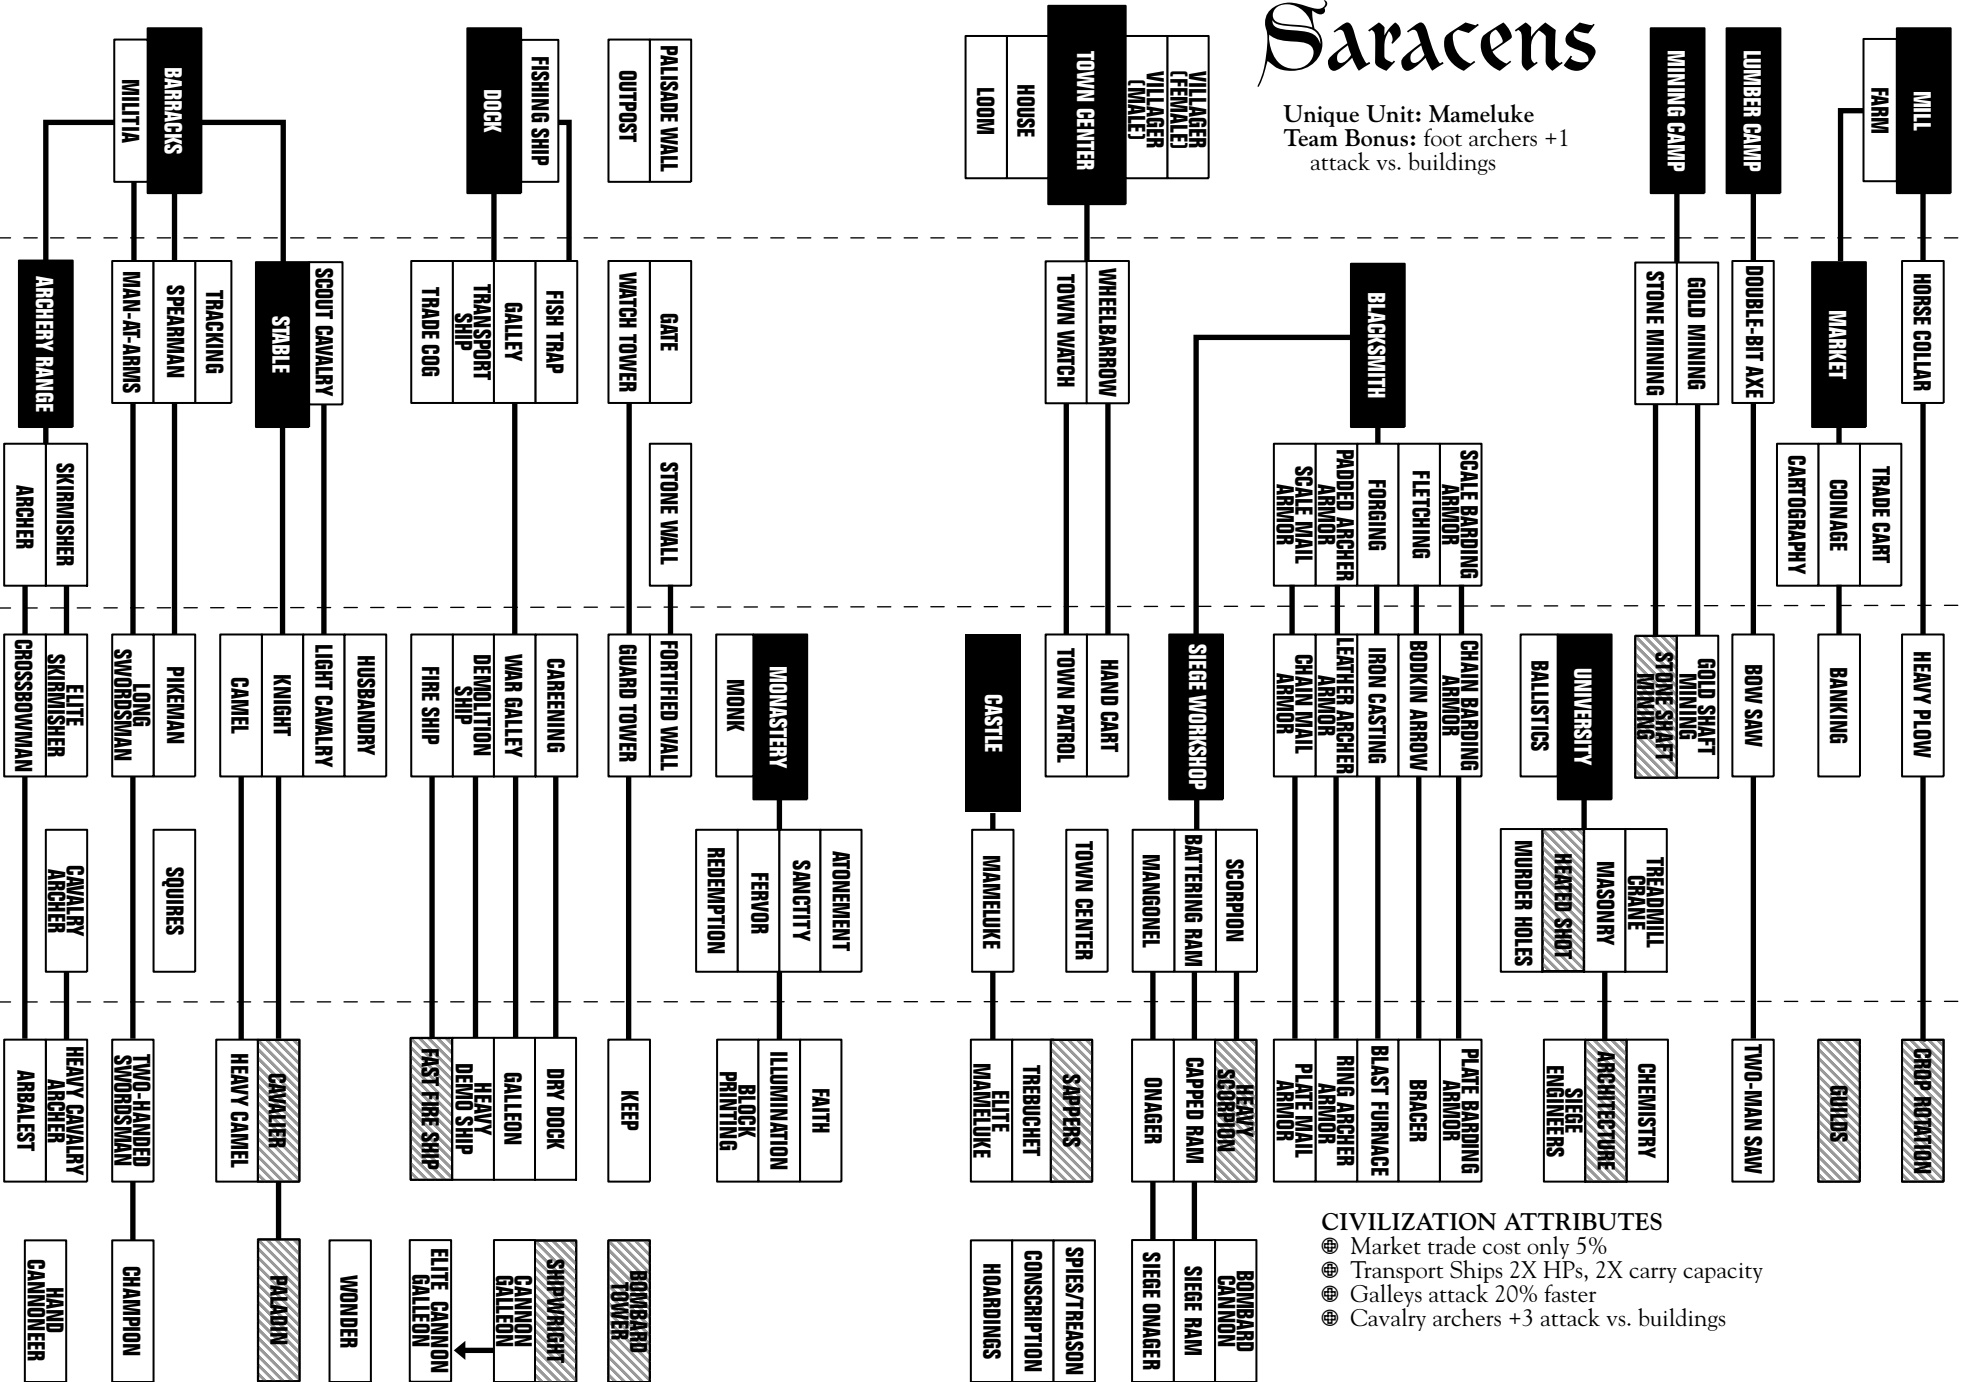 Saracens
Unique Unit: Mameluke
Team Bonus: foot archers +1
attack vs. buildings
MILITIA
BARRACKS
DOCK
FISHING SHIP
OUTPOST
PALISADE WALL
LOOM
HOUSE
TOWN CENTER
VILLAGER
(MALE)
VILLAGER
(FEMALE)
MINING CAMP
LUMBER CAMP
FARM
MILL
ARCHERY RANGE
MAN-AT-ARMS
SPEARMAN
TRACKING
STABLE
SCOUT CAVALRY
TRADE COG
TRANSPORT
SHIP
GALLEY
FISH TRAP
WATCH TOWER
GATE
TOWN WATCH
WHEELBARROW
BLACKSMITH
STONE MINING
GOLD MINING
DOUBLE-BIT AXE
MARKET
HORSE COLLAR
ARCHER
SKIRMISHER
STONE WALL
SCALE MAIL
ARMOR
PADDED ARCHER
ARMOR
FORGING
FLETCHING
SCALE BARDING
ARMOR
CARTOGRAPHY
COINAGE
TRADE CART
CROSSBOWMAN
ELITE
SKIRMISHER
LONG
SWORDSMAN
PIKEMAN
CAMEL
KNIGHT
LIGHT CAVALRY
HUSBANDRY
FIRE SHIP
DEMOLITION
SHIP
WAR GALLEY
CAREENING
GUARD TOWER
FORTIFIED WALL
MONK
MONASTERY
CASTLE
TOWN PATROL
HAND CART
SIEGE WORKSHOP
CHAIN MAIL
ARMOR
LEATHER ARCHER
ARMOR
IRON CASTING
BODKIN ARROW
CHAIN BARDING
ARMOR
BALLISTICS
UNIVERSITY
STONE SHAFT
MINING
GOLD SHAFT
MINING
BOW SAW
BANKING
HEAVY PLOW
CAVALRY
ARCHER
SQUIRES
REDEMPTION
FERVOR
SANCTITY
ATONEMENT
MAMELUKE
TOWN CENTER
MANGONEL
BATTERING RAM
SCORPION
MURDER HOLES
HEATED SHOT
MASONRY
TREADMILL
CRANE
ARBALEST
HEAVY CAVALRY
ARCHER
TWO-HANDED
SWORDSMAN
HEAVY CAMEL
CAVALIER
FAST FIRE SHIP
HEAVY
DEMO SHIP
GALLEON
DRY DOCK
KEEP
BLOCK
PRINTING
ILLUMINATION
FAITH
ELITE
MAMELUKE
TREBUCHET
SAPPERS
ONAGER
CAPPED RAM
HEAVY
SCORPION
PLATE MAIL
ARMOR
RING ARCHER
ARMOR
BLAST FURNACE
BRACER
PLATE BARDING
ARMOR
SIEGE
ENGINEERS
ARCHITECTURE
CHEMISTRY
TWO-MAN SAW
GUILDS
CROP ROTATION
HAND
CANNONEER
CHAMPION
PALADIN
WONDER
ELITE CANNON
GALLEON
CANNON
GALLEON
SHIPWRIGHT
BOMBARD
TOWER
HOARDINGS
CONSCRIPTION
SPIES/TREASON
SIEGE ONAGER
SIEGE RAM
BOMBARD
CANNON
CIVILIZATION ATTRIBUTES
Market trade cost only 5%
Transport Ships 2X HPs, 2X carry capacity
Galleys attack 20% faster
Cavalry archers +3 attack vs. buildings